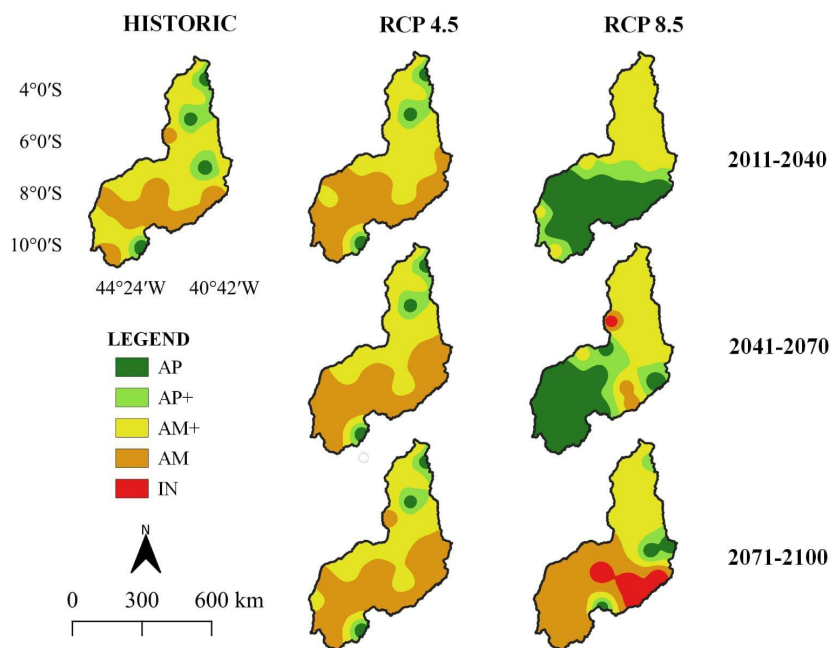 HISTORIC RCP 4.5 RCP 8.5
4°0′S
6°0′S
8°0′S
10°0′S
44°24′W 40°42′W
2011-2040
LEGEND
AP
AP+
AM+
AM
IN
2041-2070
N
0 300 600 km
2071-2100